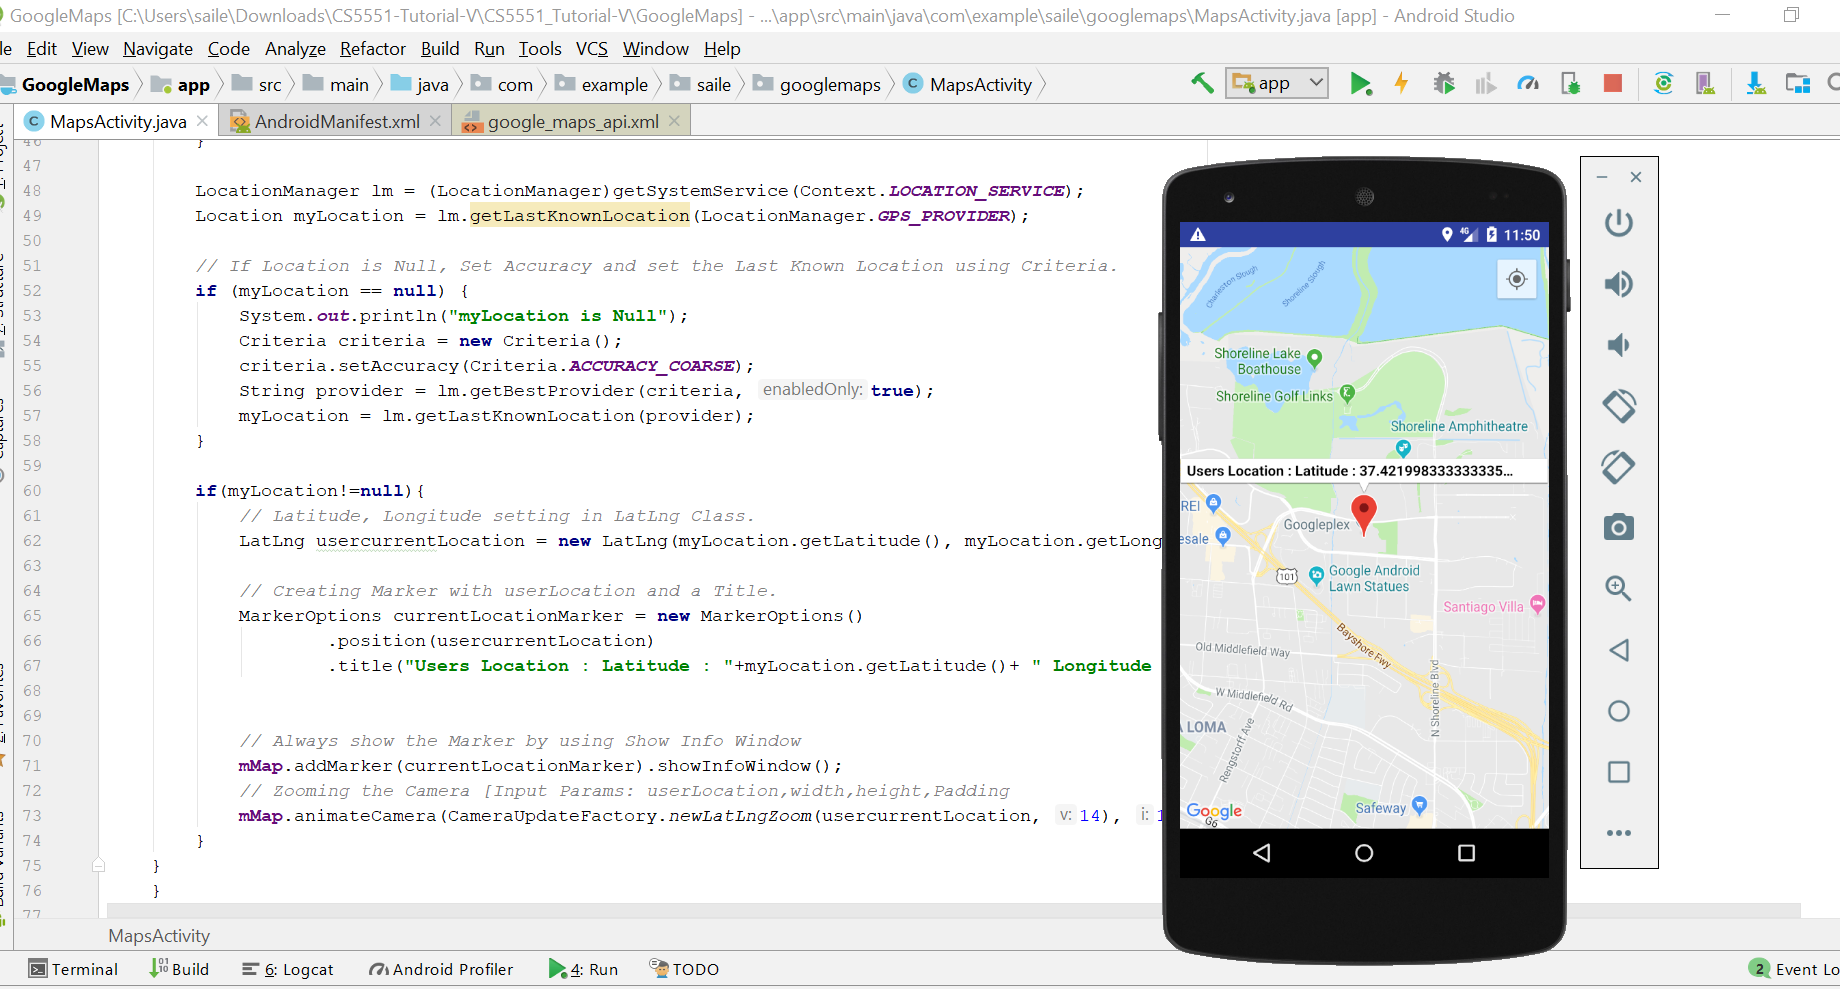 GoogleMaps [C:\Users\saile\Downloads\CS5551-Tutorial-V\CS5551_Tutorial-V\GoogleMaps] - ...\app\src\main\java\com\example\saile\googlemaps\MapsActivity.java [app] - Android Studio
le Edit View Navigate Code Analyze Refactor Build Run Tools VCS Window Help
GoogleMaps app src main java com example saile googlemaps MapsActivity app
MapsActivity.java AndroidManifest.xml google_maps_api.xml
46 }
47
48 LocationManager lm = (LocationManager)getSystemService(Context.LOCATION_SERVICE);
49 Location myLocation = lm.getLastKnownLocation(LocationManager.GPS_PROVIDER);
50
51 // If Location is Null, Set Accuracy and set the Last Known Location using Criteria.
52 if (myLocation == null) {
53 System.out.println("myLocation is Null");
54 Criteria criteria = new Criteria();
55 criteria.setAccuracy(Criteria.ACCURACY_COARSE);
56 String provider = lm.getBestProvider(criteria, enabledOnly: true);
57 myLocation = lm.getLastKnownLocation(provider);
58 }
59
60 if(myLocation!=null){
61 // Latitude, Longitude setting in LatLng Class.
62 LatLng usercurrentLocation = new LatLng(myLocation.getLatitude(), myLocation.getLong
63
64 // Creating Marker with userLocation and a Title.
65 MarkerOptions currentLocationMarker = new MarkerOptions()
66 .position(usercurrentLocation)
67 .title("Users Location : Latitude : "+myLocation.getLatitude()+ " Longitude
68
69
70 // Always show the Marker by using Show Info Window
71 mMap.addMarker(currentLocationMarker).showInfoWindow();
72 // Zooming the Camera [Input Params: userLocation,width,height,Padding
73 mMap.animateCamera(CameraUpdateFactory.newLatLngZoom(usercurrentLocation, v: 14), i: 1
74 }
75 }
76 }
77
4G 11:50
Charleston Slough
Shoreline Slough
Shoreline Lake
Boathouse
Shoreline Golf Links
Shoreline Amphitheatre
Users Location : Latitude : 37.421998333333335...
REI
Googleplex
esale
101
Google Android
Lawn Statues
Santiago Villa
Bayshore Fwy
Old Middlefield Way
W Middlefield Rd
N Shoreline Blvd
LOMA
Rengstorff Ave
Safeway
Google
G6
MapsActivity
Terminal Build 6: Logcat Android Profiler 4: Run TODO 2 Event Lo